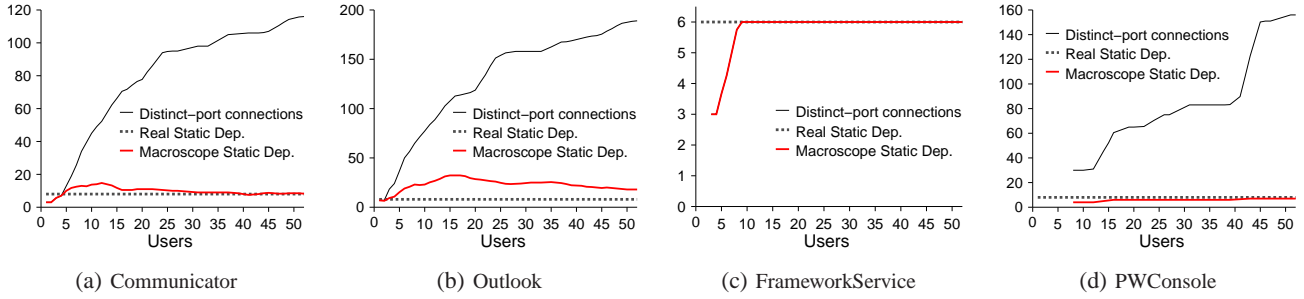 120
100
80
60
40
20
0
Distinct−port connections
Real Static Dep.
Macroscope Static Dep.
0 5 10 15 20 25 30 35 40 45 50
Users
(a) Communicator
200
150
100
50
0
Distinct−port connections
Real Static Dep.
Macroscope Static Dep.
0 5 10 15 20 25 30 35 40 45 50
Users
(b) Outlook
6
5
4
3
2
1
0
Distinct−port connections
Real Static Dep.
Macroscope Static Dep.
0 5 10 15 20 25 30 35 40 45 50
Users
(c) FrameworkService
160
140
120
100
80
60
40
20
0
Distinct−port connections
Real Static Dep.
Macroscope Static Dep.
0 5 10 15 20 25 30 35 40 45 50
Users
(d) PWConsole